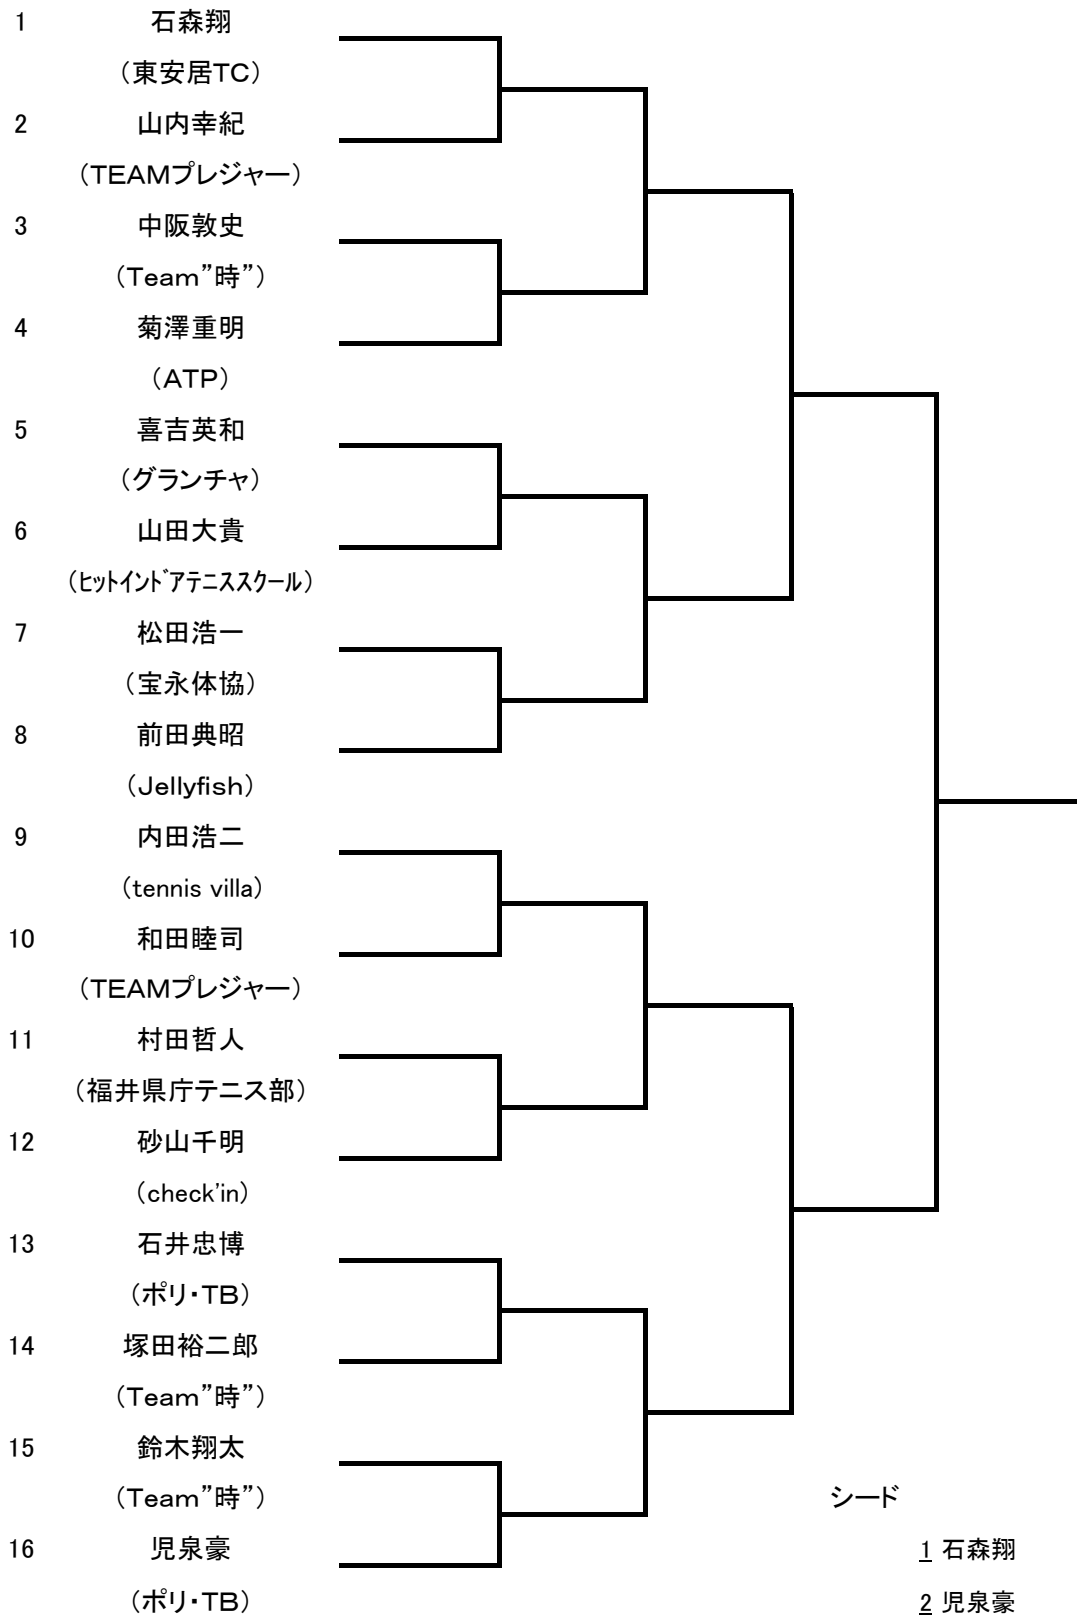 1 石森翔
（東安居TC）
2 山内幸紀
（TEAMプレジャー）
3 中阪敦史
（Team”時”）
4 菊澤重明
（ATP）
5 喜吉英和
（グランチャ）
6 山田大貴
（ﾋｯﾄｲﾝﾄﾞｱﾃﾆｽｽｸｰﾙ）
7 松田浩一
（宝永体協）
8 前田典昭
（Jellyfish）
9 内田浩二
（tennis villa）
10 和田睦司
（TEAMプレジャー）
11 村田哲人
（福井県庁テニス部）
12 砂山千明
（check’in）
13 石井忠博
（ポリ・TB）
14 塚田裕二郎
（Team”時”）
15 鈴木翔太
（Team”時”）
16 児泉豪
（ポリ・TB）
シード
1 石森翔
2 児泉豪